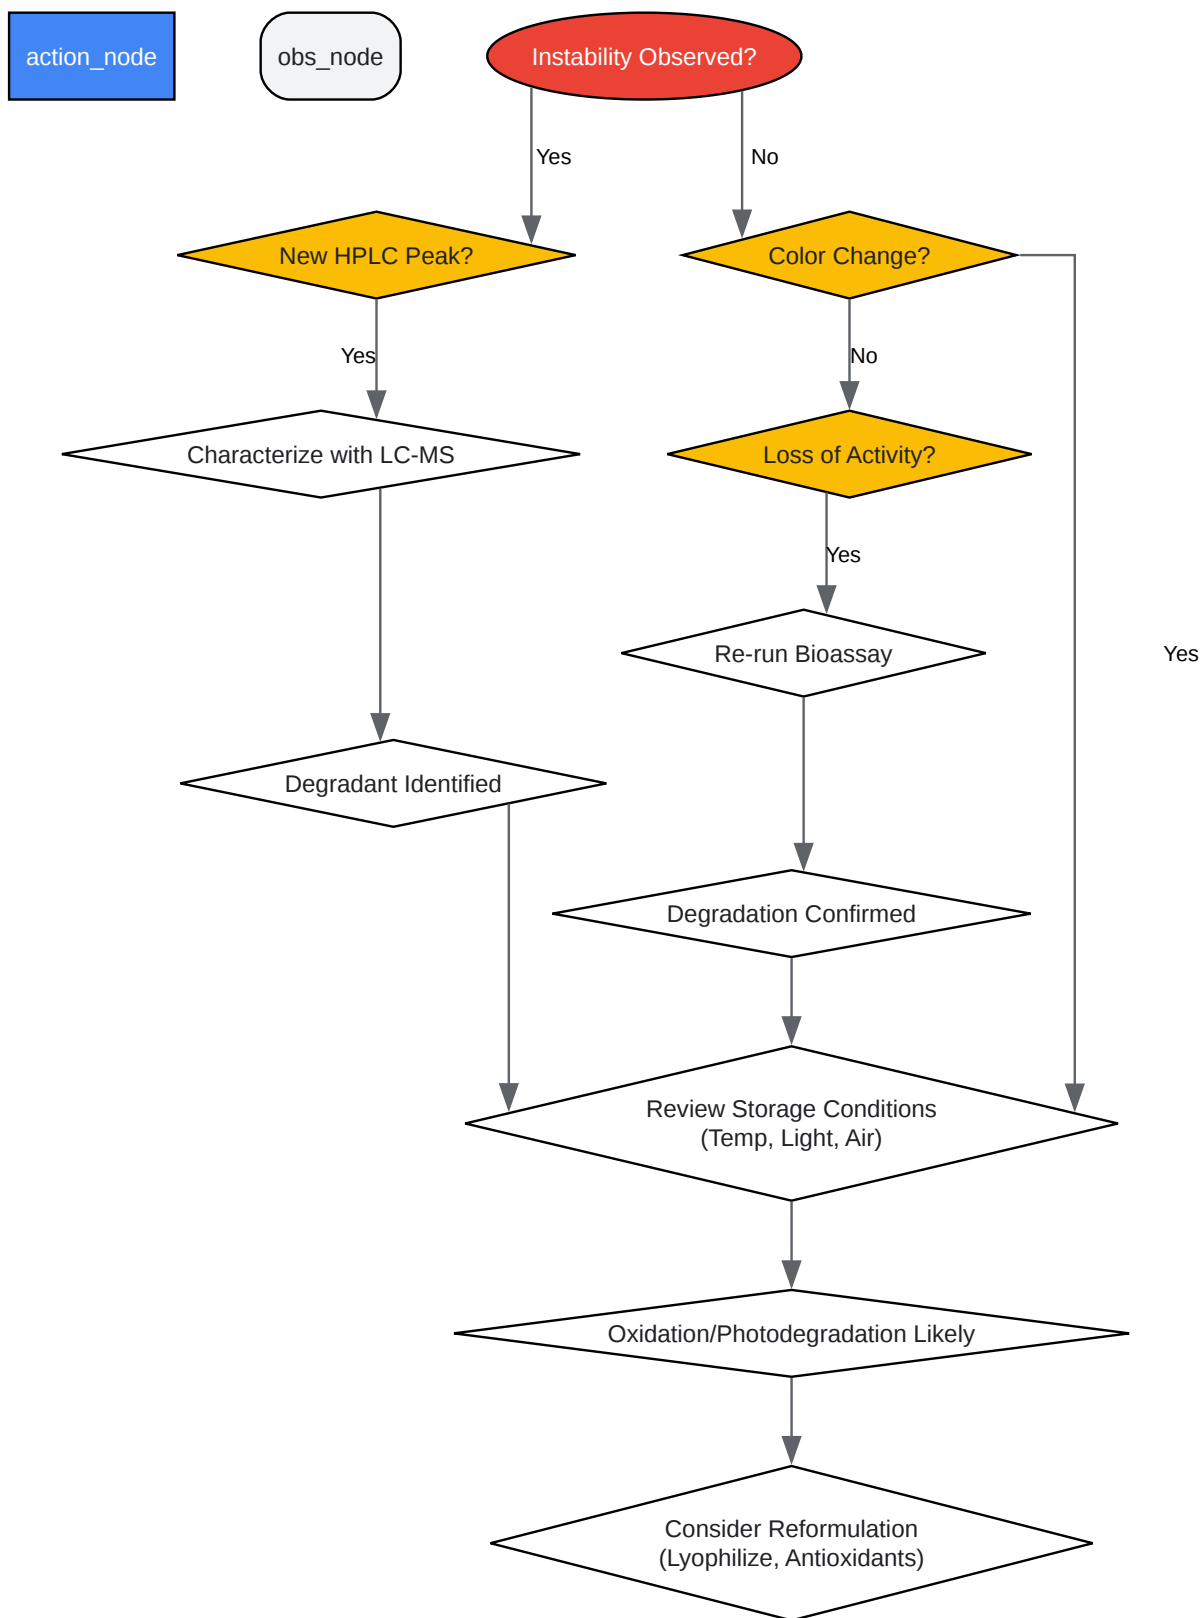 action_node
obs_node
Instability Observed?
Yes
No
New HPLC Peak?
Color Change?
Yes
No
Characterize with LC-MS
Loss of Activity?
Yes
Re-run Bioassay
Yes
Degradant Identified
Degradation Confirmed
Review Storage Conditions
(Temp, Light, Air)
Oxidation/Photodegradation Likely
Consider Reformulation
(Lyophilize, Antioxidants)